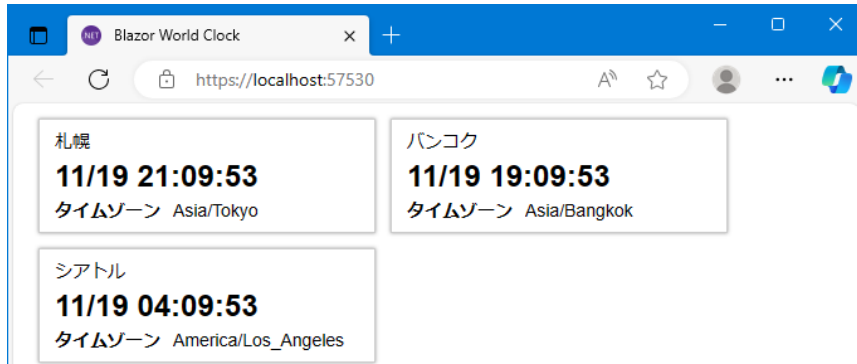 NET Blazor World Clock
https://localhost:57530
札幌
11/19 21:09:53
タイムゾーン Asia/Tokyo
バンコク
11/19 19:09:53
タイムゾーン Asia/Bangkok
シアトル
11/19 04:09:53
タイムゾーン America/Los_Angeles